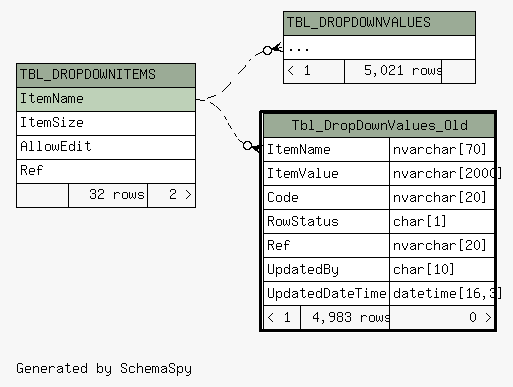 TBL_DROPDOWNVALUES
...
< 1 5,021 rows
TBL_DROPDOWNITEMS
ItemName
ItemSize
AllowEdit
Ref
32 rows 2 >
Tbl_DropDownValues_Old
ItemName nvarchar[70]
ItemValue nvarchar[2000]
Code nvarchar[20]
RowStatus char[1]
Ref nvarchar[20]
UpdatedBy char[10]
UpdatedDateTime datetime[16,3]
< 1 4,983 rows 0 >
Generated by SchemaSpy